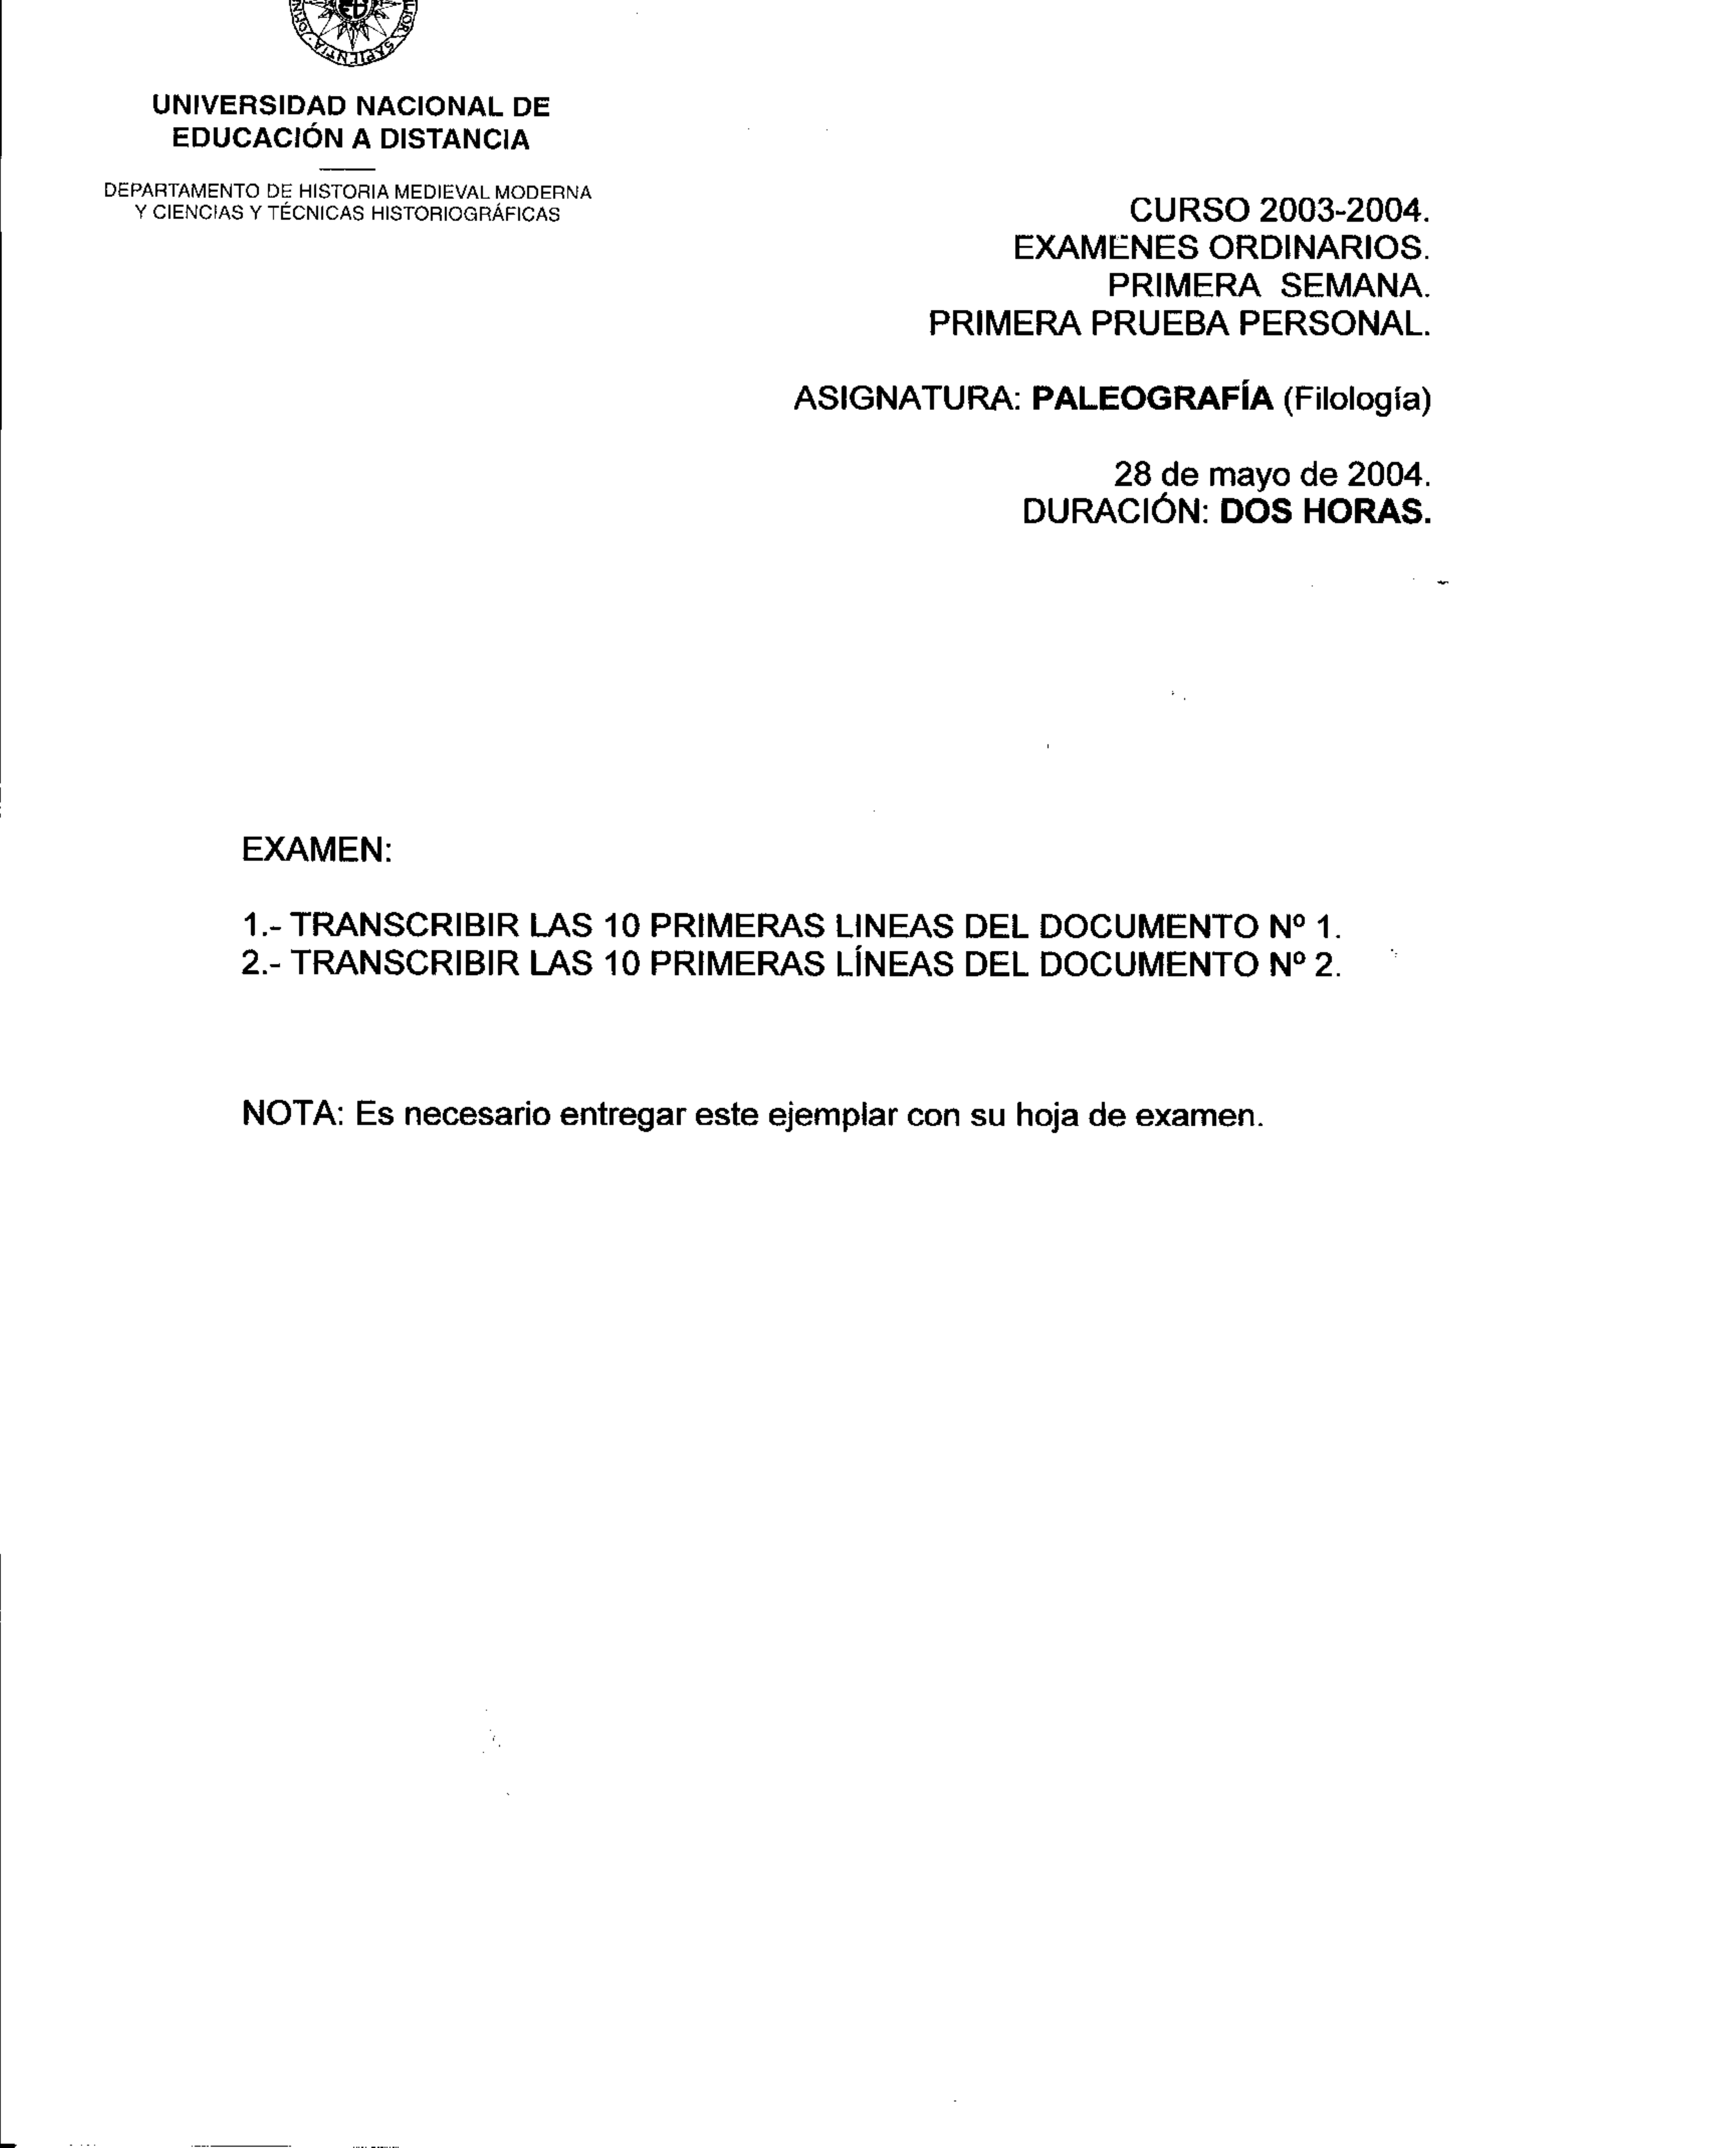 SAPIENTIA
UNIVERSIDAD NACIONAL DE
EDUCACIÓN A DISTANCIA
DEPARTAMENTO DE HISTORIA MEDIEVAL MODERNA
Y CIENCIAS Y TÉCNICAS HISTORIOGRÁFICAS
CURSO 2003-2004.
EXAMENES ORDINARIOS.
PRIMERA SEMANA.
PRIMERA PRUEBA PERSONAL.
ASIGNATURA: PALEOGRAFÍA (Filología)
28 de mayo de 2004.
DURACIÓN: DOS HORAS.
EXAMEN:
1.- TRANSCRIBIR LAS 10 PRIMERAS LINEAS DEL DOCUMENTO Nº 1.
2.- TRANSCRIBIR LAS 10 PRIMERAS LÍNEAS DEL DOCUMENTO Nº 2.
NOTA: Es necesario entregar este ejemplar con su hoja de examen.